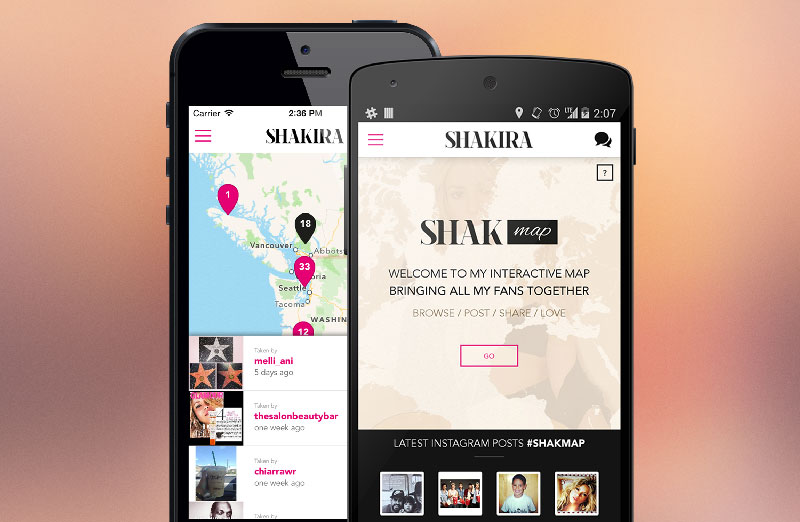 Carrier 2:36 PM
SHAKIRA
1
18
Vancouver
Abbots
33
Seattle
Tacoma
WASHIN
12
Taken by
melli_ani
5 days ago
Taken by
thesalonbeautybar
one week ago
Taken by
chiarrawr
one week ago
Taken by
LTE 2:07
SHAKIRA
?
SHAK map
WELCOME TO MY INTERACTIVE MAP
BRINGING ALL MY FANS TOGETHER
BROWSE / POST / SHARE / LOVE
GO
LATEST INSTAGRAM POSTS #SHAKMAP